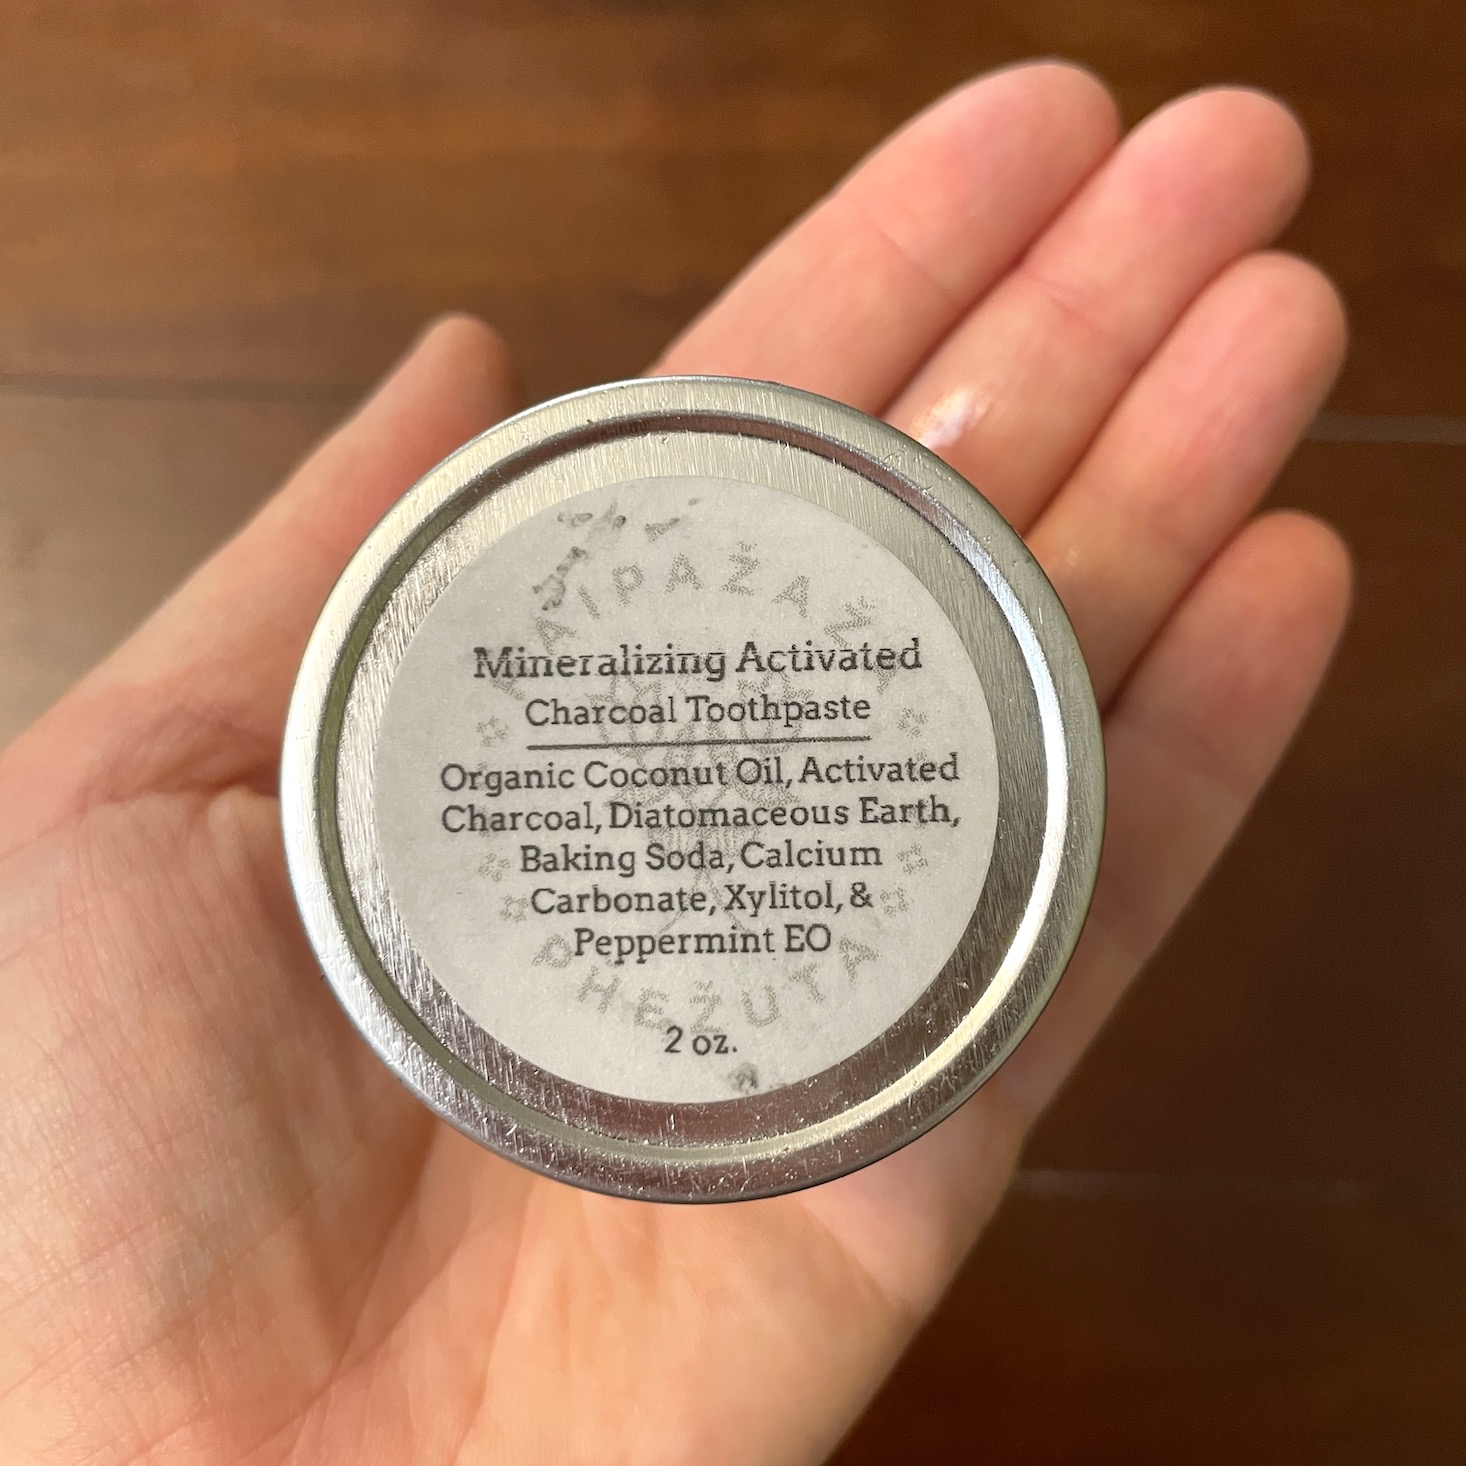 Mineralizing Activated
Charcoal Toothpaste
Organic Coconut Oil, Activated
Charcoal, Diatomaceous Earth,
Baking Soda, Calcium
Carbonate, Xylitol, &
Peppermint EO
2 oz.